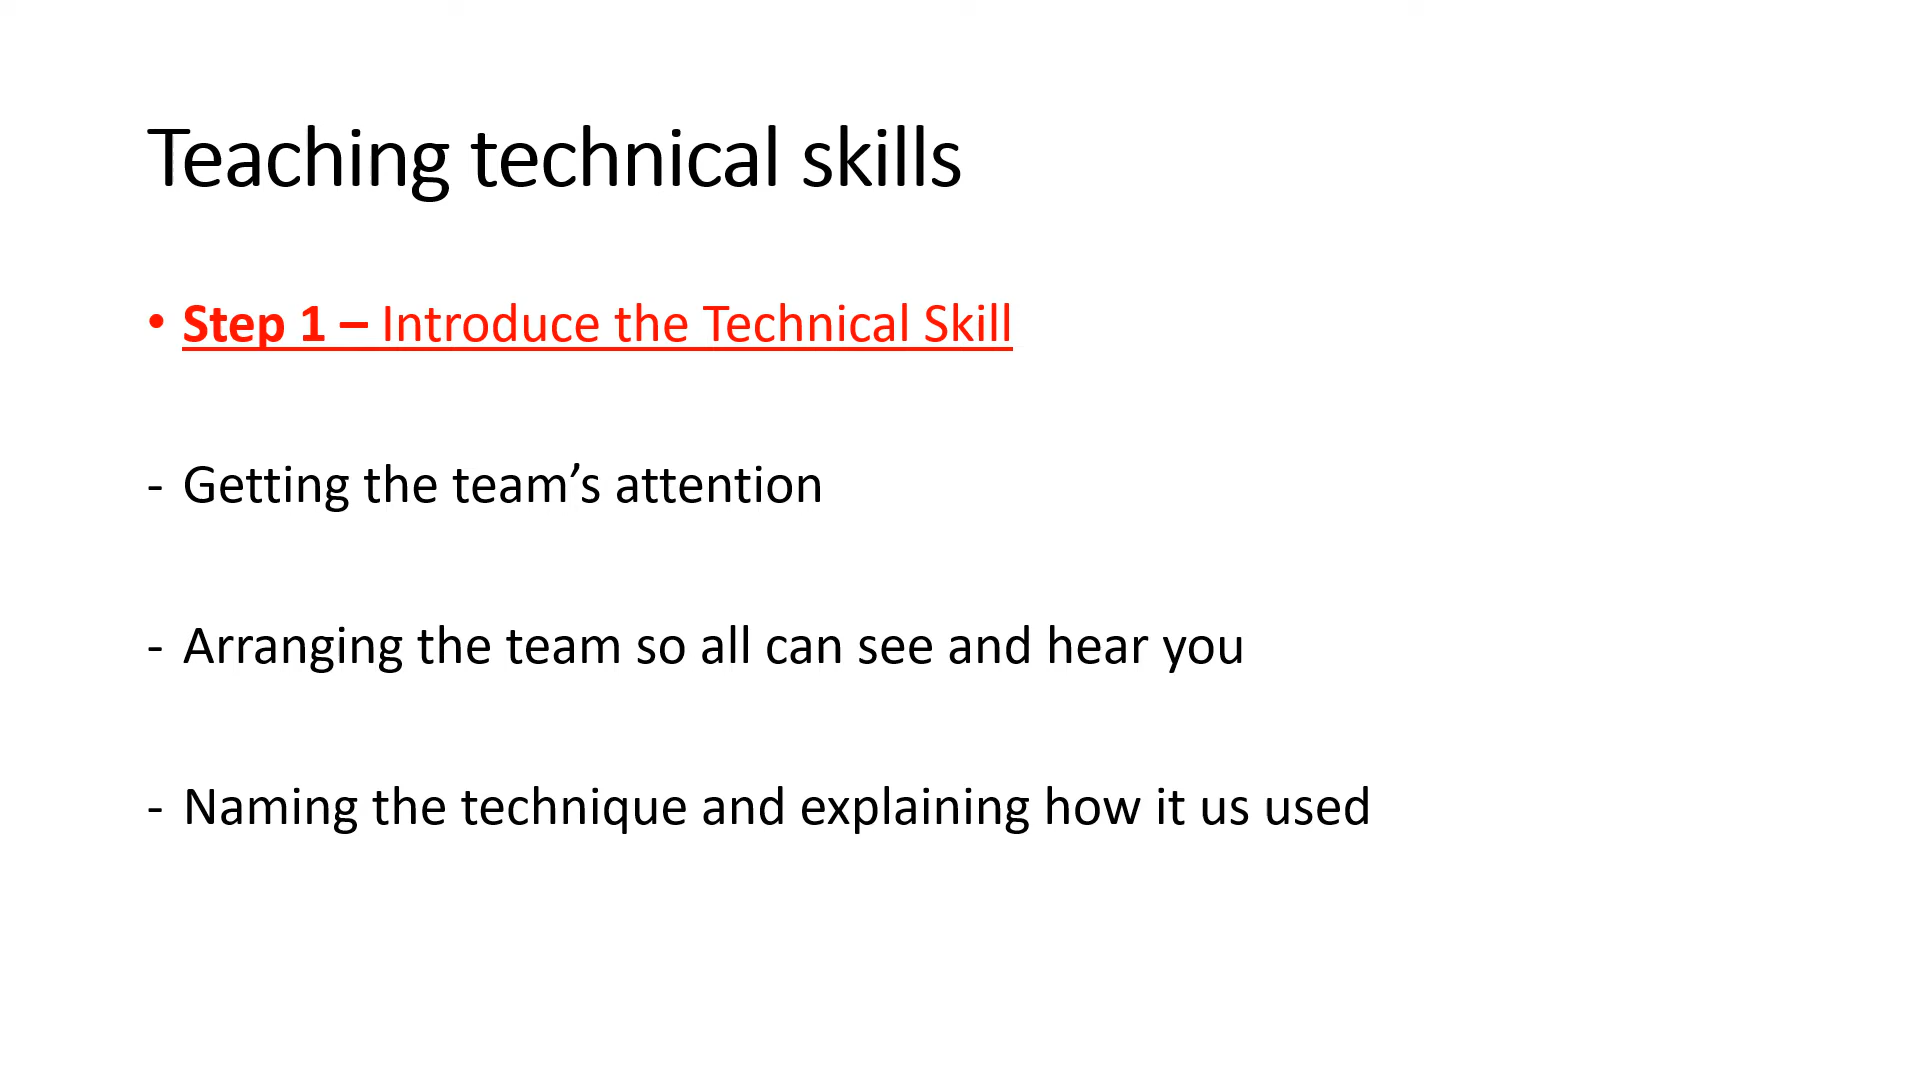 Teaching technical skills
• Step 1 – Introduce the Technical Skill
- Getting the team’s attention
- Arranging the team so all can see and hear you
- Naming the technique and explaining how it us used